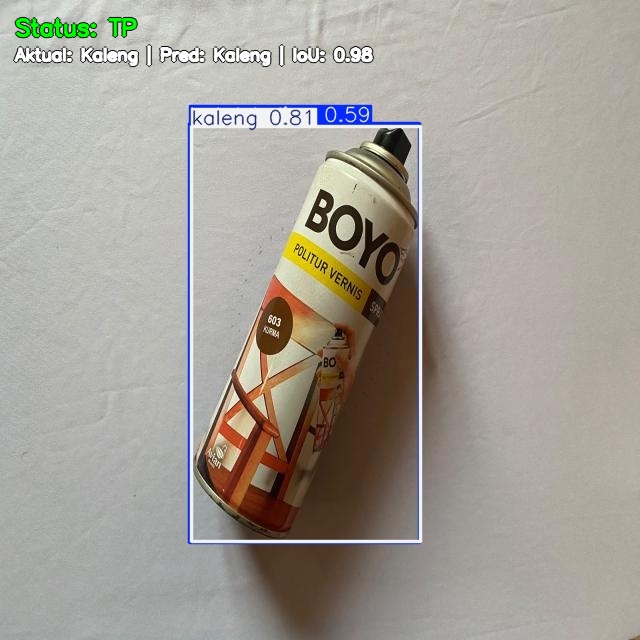 Status: TP
Aktual: Kaleng | Pred: Kaleng | IoU: 0.98
kaleng 0.81 0.59
BOYO
POLITUR VERNIS
603
KURMA
BO